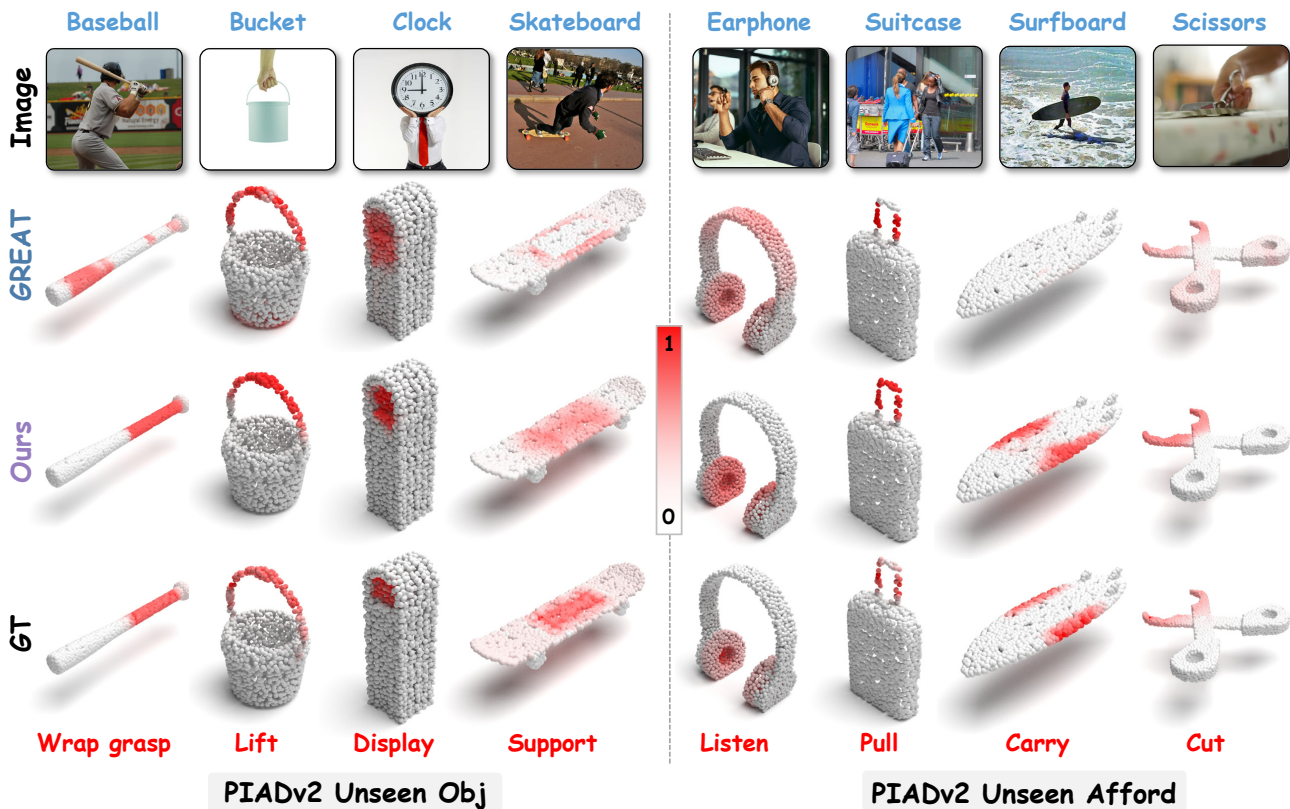 Baseball Bucket Clock Skateboard Earphone Suitcase Surfboard Scissors
Image
GREAT
1
Ours
0
GT
Wrap grasp Lift Display Support Listen Pull Carry Cut
PIADv2 Unseen Obj PIADv2 Unseen Afford